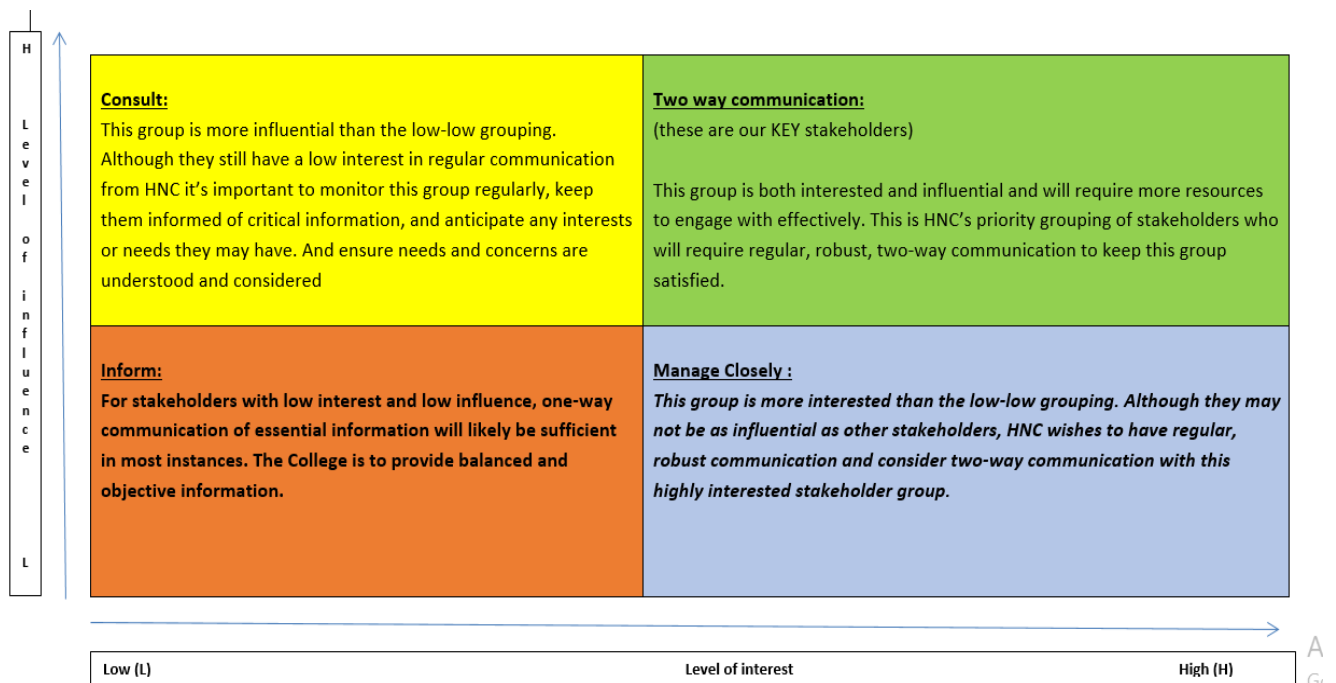 H
Level of influence
L
Consult:
This group is more influential than the low-low grouping.
Although they still have a low interest in regular communication
from HNC it's important to monitor this group regularly, keep
them informed of critical information, and anticipate any interests
or needs they may have. And ensure needs and concerns are
understood and considered
Two way communication:
(these are our KEY stakeholders)
This group is both interested and influential and will require more resources
to engage with effectively. This is HNC's priority grouping of stakeholders who
will require regular, robust, two-way communication to keep this group
satisfied.
Inform:
For stakeholders with low interest and low influence, one-way
communication of essential information will likely be sufficient
in most instances. The College is to provide balanced and
objective information.
Manage Closely :
This group is more interested than the low-low grouping. Although they may
not be as influential as other stakeholders, HNC wishes to have regular,
robust communication and consider two-way communication with this
highly interested stakeholder group.
Low (L) Level of interest High (H)